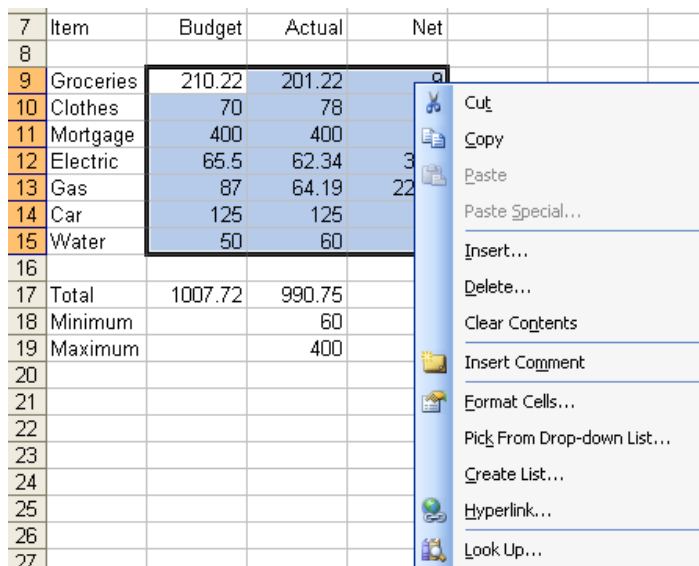 7 Item Budget Actual Net
8
9 Groceries 210.22 201.22 9
10 Clothes 70 78
11 Mortgage 400 400
12 Electric 65.5 62.34 3
13 Gas 87 64.19 22
14 Car 125 125
15 Water 50 60
16
17 Total 1007.72 990.75
18 Minimum 60
19 Maximum 400
20
21
22
23
24
25
26
27
Cut
Copy
Paste
Paste Special...
Insert...
Delete...
Clear Contents
Insert Comment
Format Cells...
Pick From Drop-down List...
Create List...
Hyperlink...
Look Up...